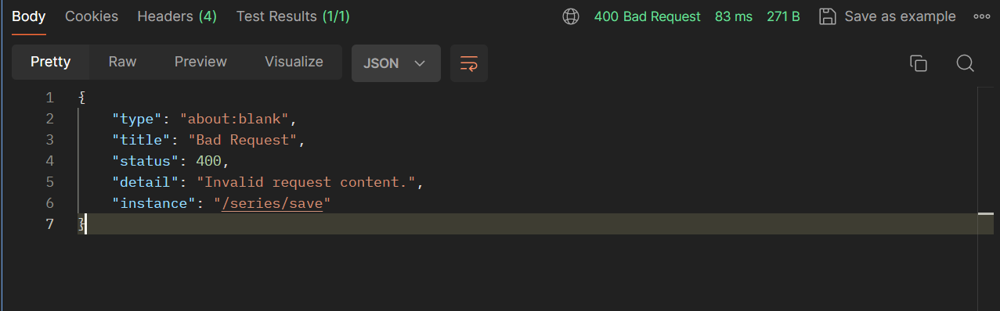 Body Cookies Headers (4) Test Results (1/1) 400 Bad Request 83 ms 271 B Save as example
Pretty Raw Preview Visualize JSON
1 {
2 "type": "about:blank",
3 "title": "Bad Request",
4 "status": 400,
5 "detail": "Invalid request content.",
6 "instance": "/series/save"
7 }